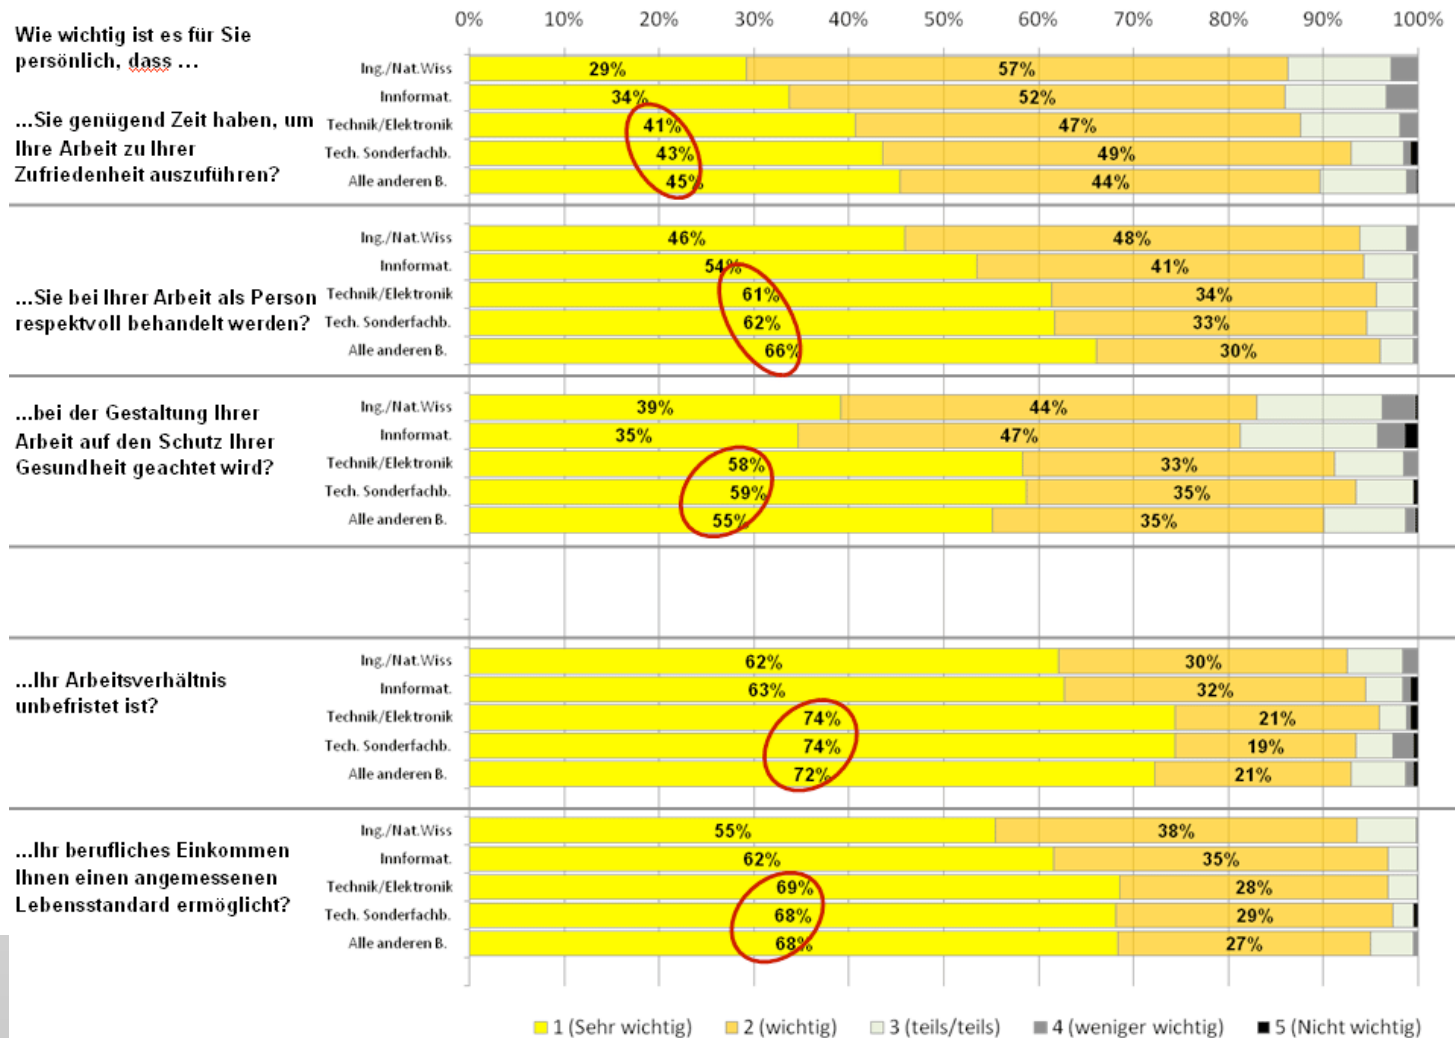 0% 10% 20% 30% 40% 50% 60% 70% 80% 90% 100%
Wie wichtig ist es für Sie
persönlich, dass ...
Ing./Nat.Wiss 29% 57%
Innformat. 34% 52%
...Sie genügend Zeit haben, um Technik/Elektronik 41% 47%
Ihre Arbeit zu Ihrer Tech. Sonderfachb. 43% 49%
Zufriedenheit auszuführen? Alle anderen B. 45% 44%
Ing./Nat.Wiss 46% 48%
Innformat. 54% 41%
...Sie bei Ihrer Arbeit als Person Technik/Elektronik 61% 34%
respektvoll behandelt werden? Tech. Sonderfachb. 62% 33%
Alle anderen B. 66% 30%
...bei der Gestaltung Ihrer Ing./Nat.Wiss 39% 44%
Arbeit auf den Schutz Ihrer Innformat. 35% 47%
Gesundheit geachtet wird? Technik/Elektronik 58% 33%
Tech. Sonderfachb. 59% 35%
Alle anderen B. 55% 35%
Ing./Nat.Wiss 62% 30%
...Ihr Arbeitsverhältnis Innformat. 63% 32%
unbefristet ist? Technik/Elektronik 74% 21%
Tech. Sonderfachb. 74% 19%
Alle anderen B. 72% 21%
Ing./Nat.Wiss 55% 38%
...Ihr berufliches Einkommen Innformat. 62% 35%
Ihnen einen angemessenen Technik/Elektronik 69% 28%
Lebensstandard ermöglicht? Tech. Sonderfachb. 68% 29%
Alle anderen B. 68% 27%
1 (Sehr wichtig) 2 (wichtig) 3 (teils/teils) 4 (weniger wichtig) 5 (Nicht wichtig)